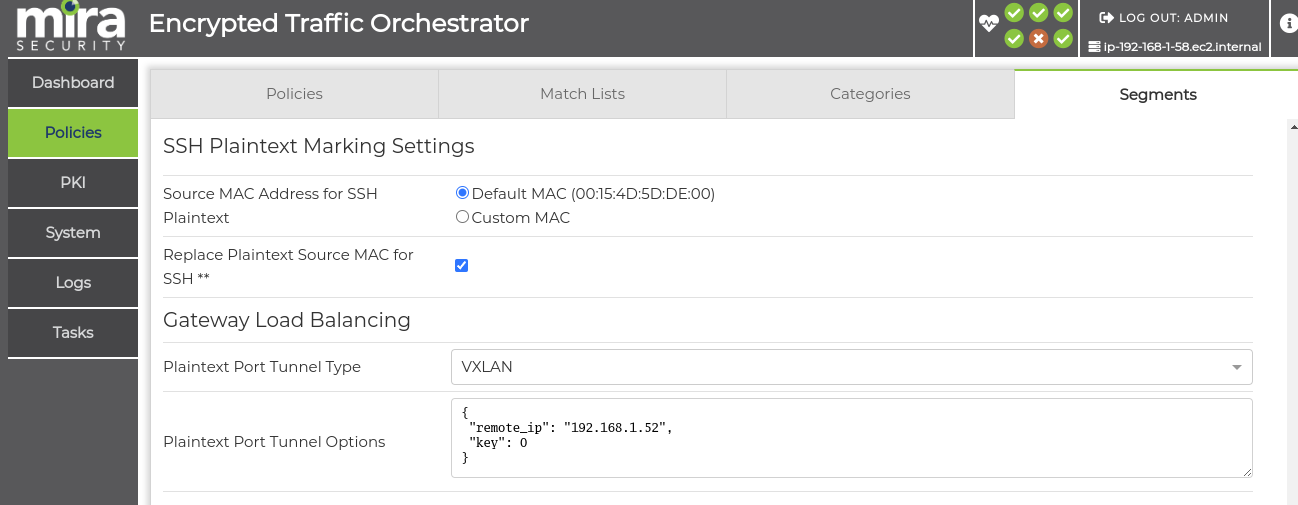 mira
SECURITY
Encrypted Traffic Orchestrator
LOG OUT: ADMIN
ip-192-168-1-58.ec2.internal
Dashboard
Policies
PKI
System
Logs
Tasks
Policies
Match Lists
Categories
Segments
SSH Plaintext Marking Settings
Source MAC Address for SSH
Plaintext
Default MAC (00:15:4D:5D:DE:00)
Custom MAC
Replace Plaintext Source MAC for
SSH **
Gateway Load Balancing
Plaintext Port Tunnel Type
VXLAN
Plaintext Port Tunnel Options
{
"remote_ip": "192.168.1.52",
"key": 0
}